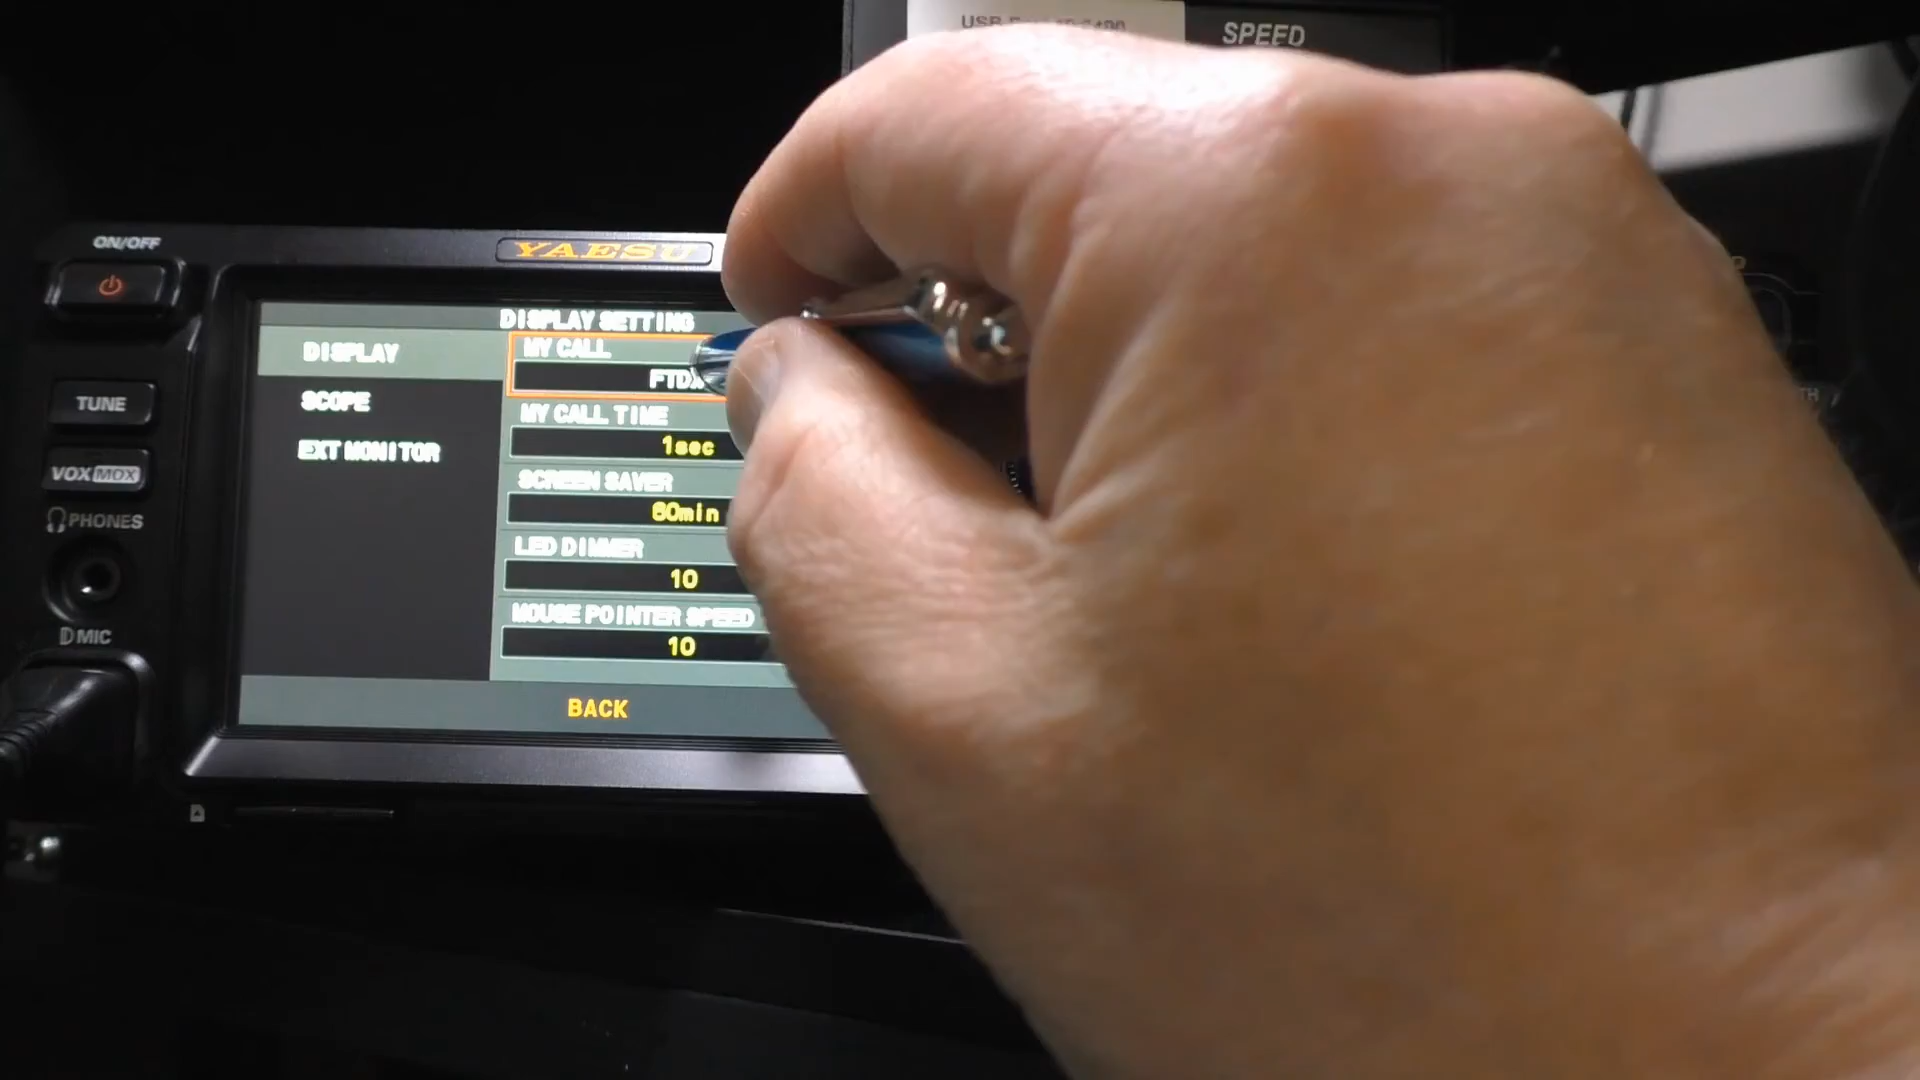 USB
SPEED
ON/OFF
YAESU
DISPLAY SETTING
DISPLAY
SCOPE
EXT MONITOR
MY CALL
FTDX
MY CALL TIME
1sec
SCREEN SAVER
60min
LED DIMMER
10
MOUSE POINTER SPEED
10
BACK
TUNE
VOX MOX
PHONES
MIC